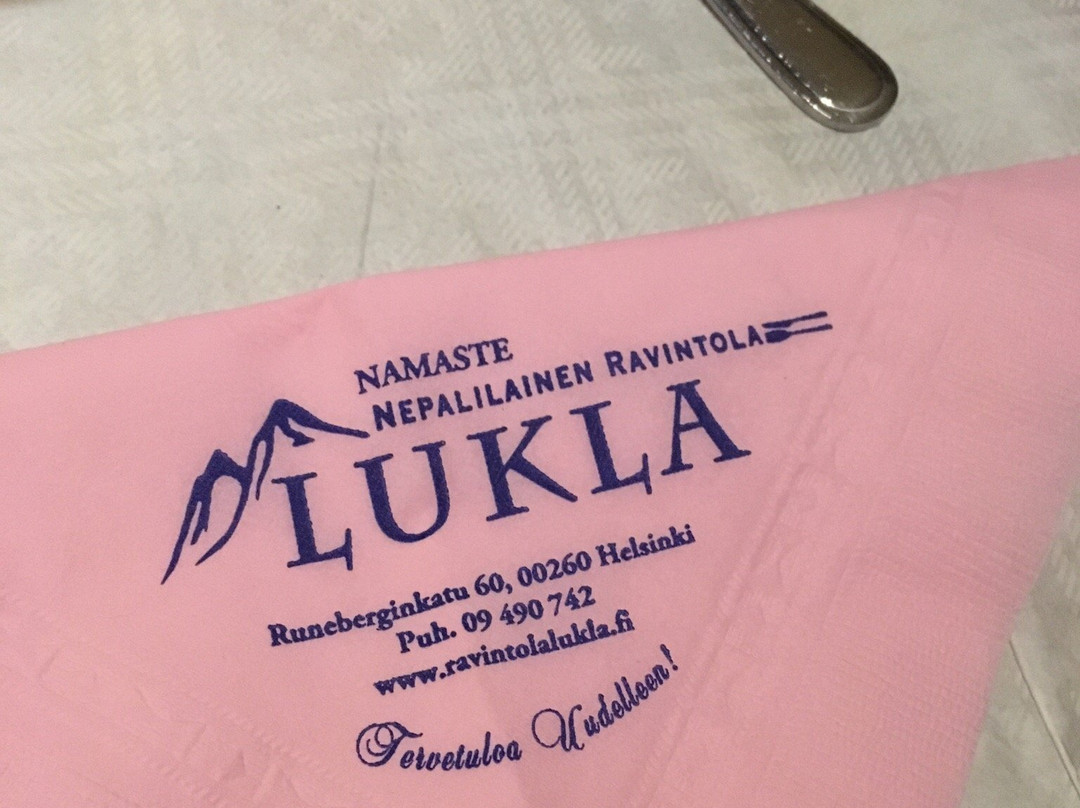 NAMASTE
NEPALILAINEN RAVINTOLA
LUKLA
Runeberginkatu 60, 00260 Helsinki
Puh. 09 490 742
www.ravintolalukla.fi
Tervetuloa Uudelleen!